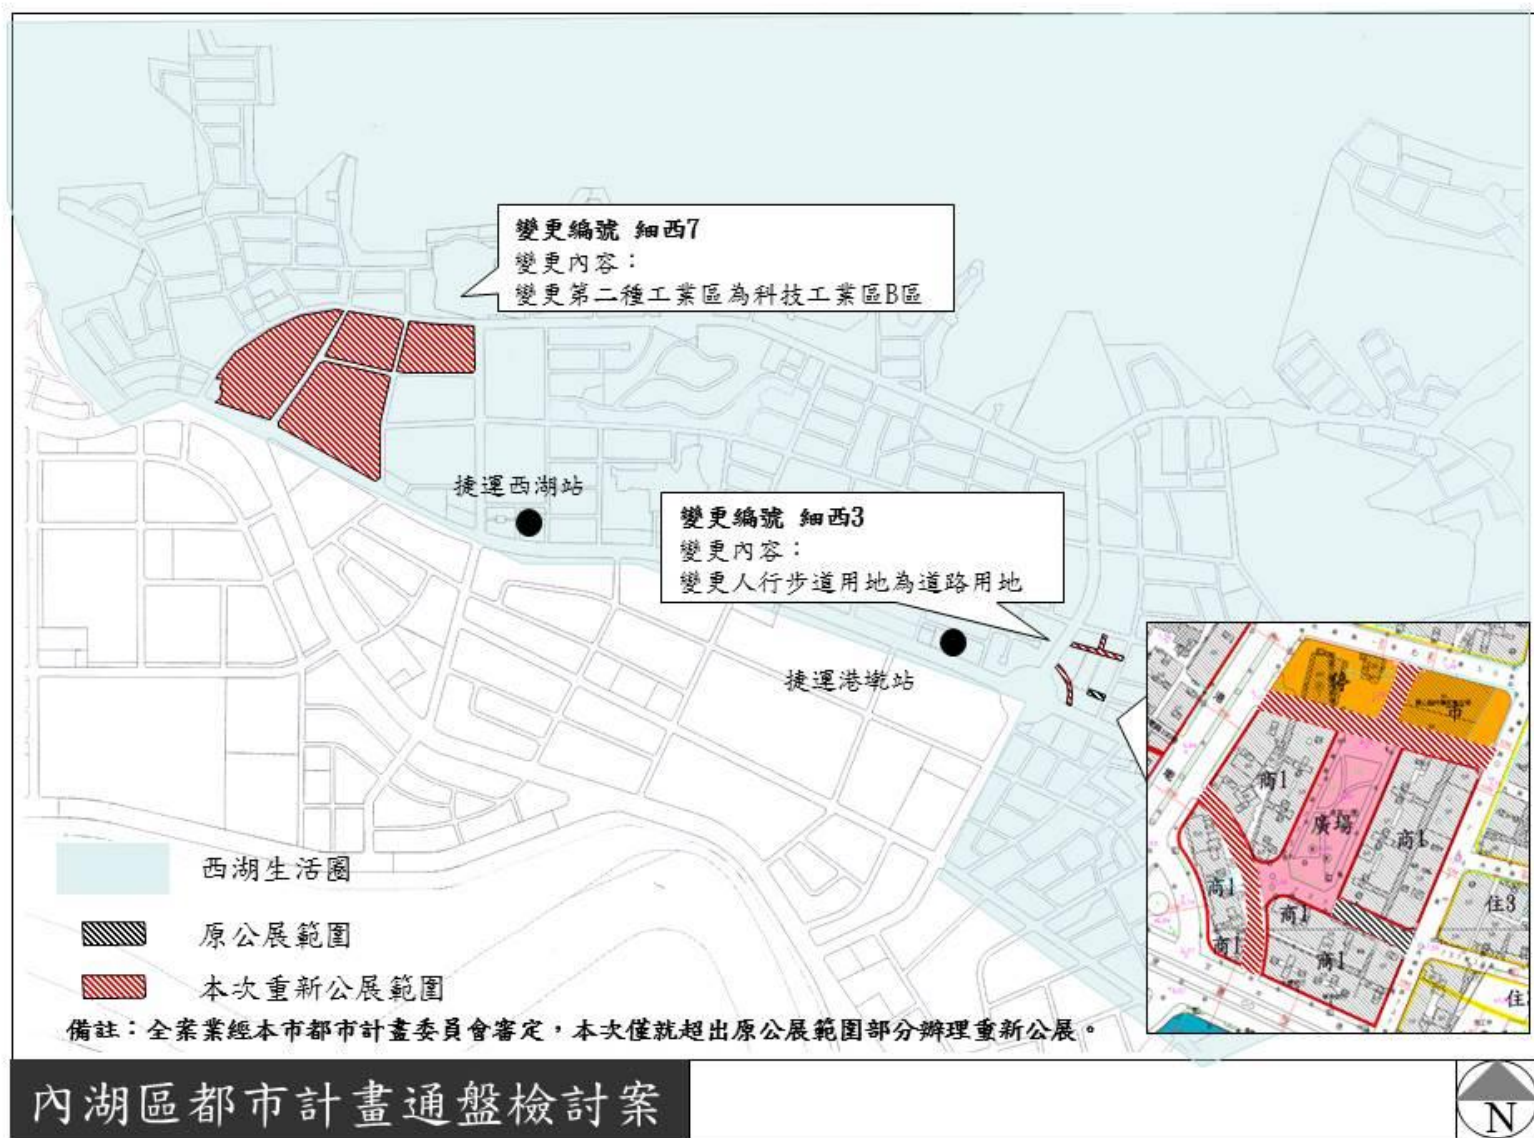 變更編號 細西7
變更內容：
變更第二種工業區為科技工業區B區
捷運西湖站
變更編號 細西3
變更內容：
變更人行步道用地為道路用地
捷運港墘站
市
商1
廣場
商1
商1
商1
商1
商1
住3
住
西湖生活圈
原公展範圍
本次重新公展範圍
備註：全案業經本市都市計畫委員會審定，本次僅就超出原公展範圍部分辦理重新公展。
內湖區都市計畫通盤檢討案
N